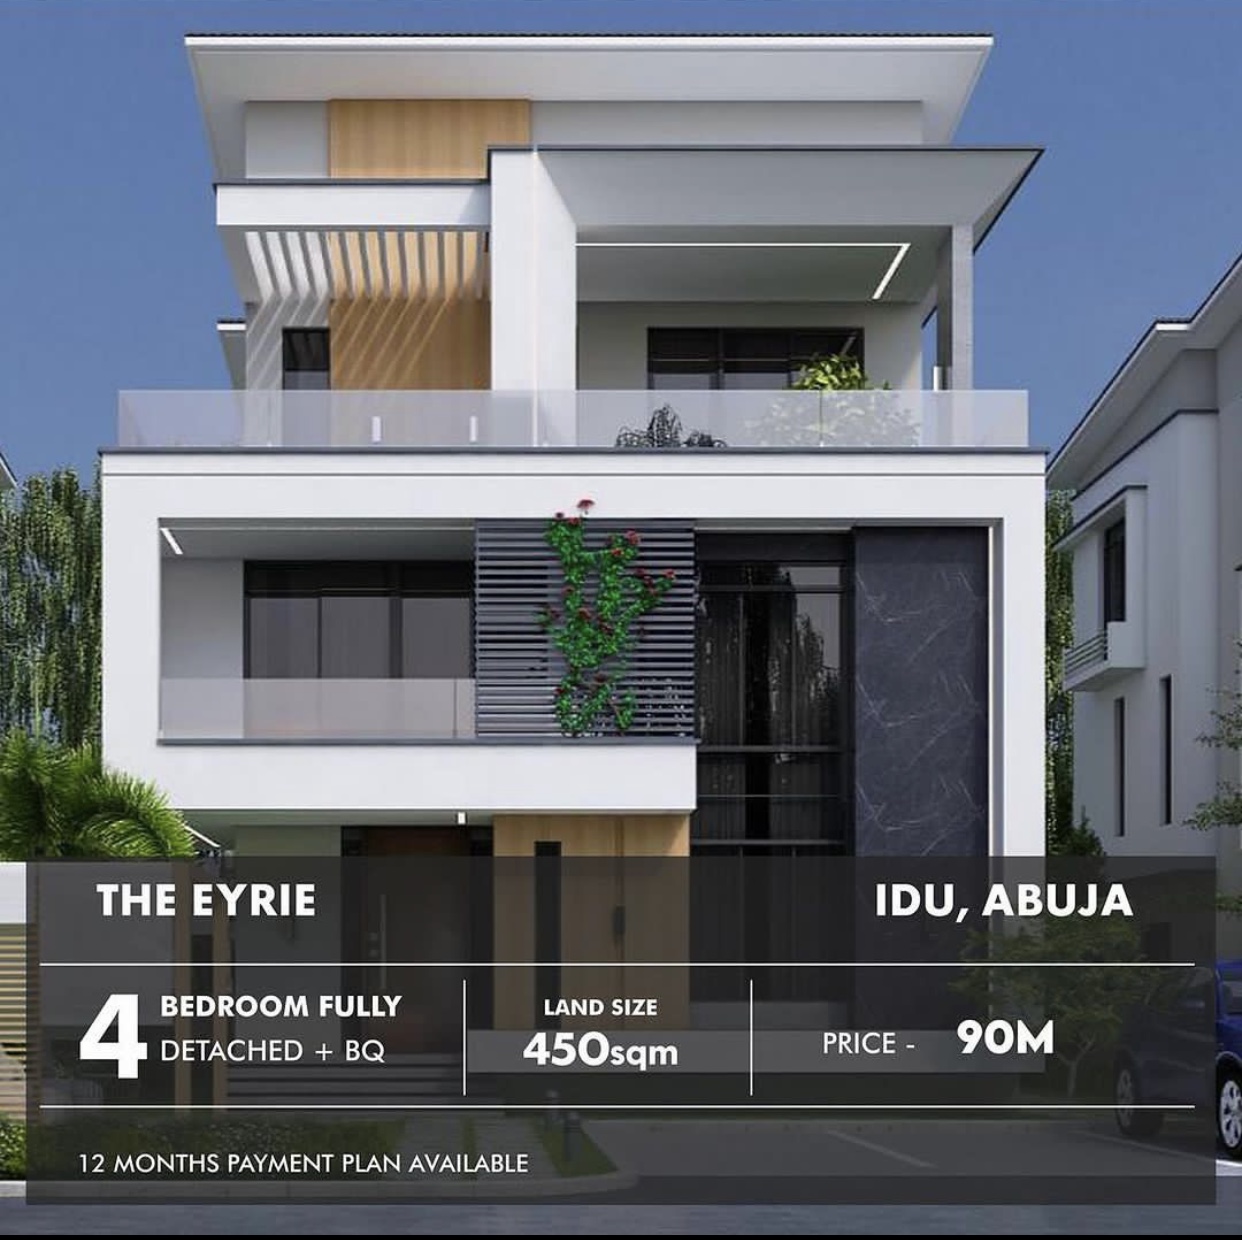 THE EYRIE
IDU, ABUJA
4 BEDROOM FULLY
DETACHED + BQ
LAND SIZE
450sqm
PRICE - 90M
12 MONTHS PAYMENT PLAN AVAILABLE